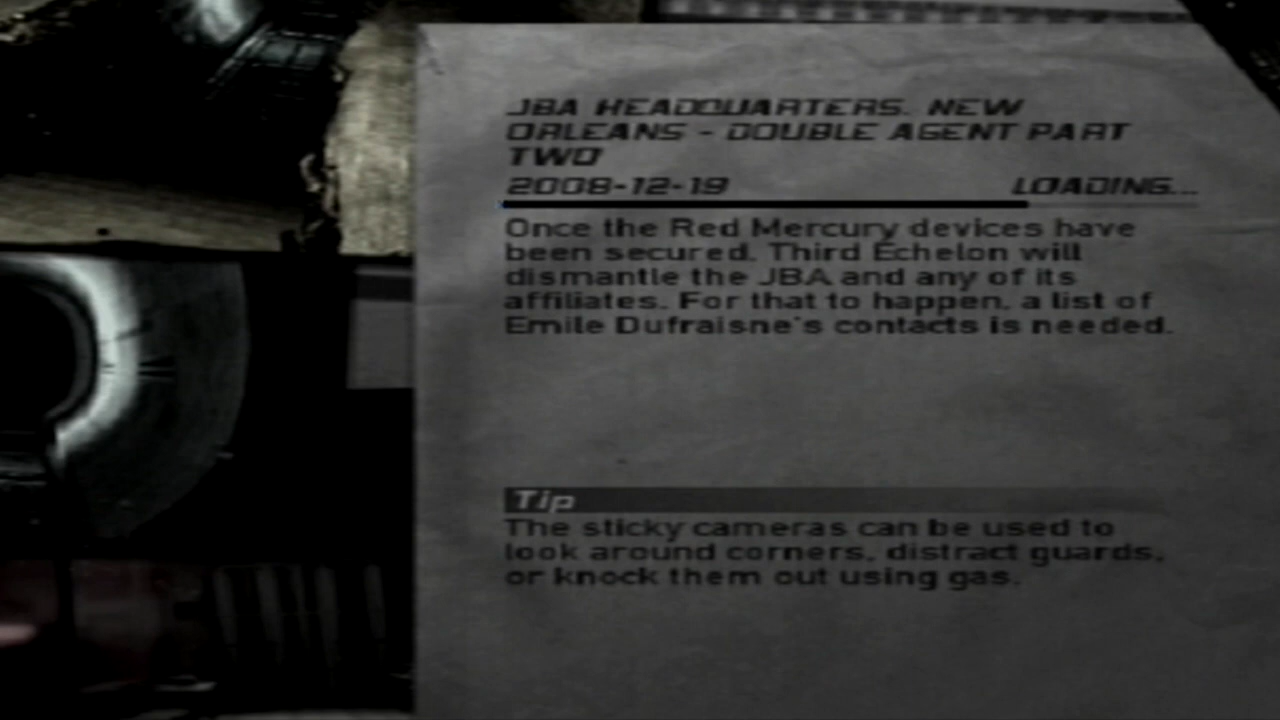 JBA HEADQUARTERS, NEW
ORLEANS - DOUBLE AGENT PART
TWO
2008-12-19 LOADING...
Once the Red Mercury devices have
been secured, Third Echelon will
dismantle the JBA and any of its
affiliates. For that to happen, a list of
Emile Dufraisne's contacts is needed.
Tip
The sticky cameras can be used to
look around corners, distract guards,
or knock them out using gas.